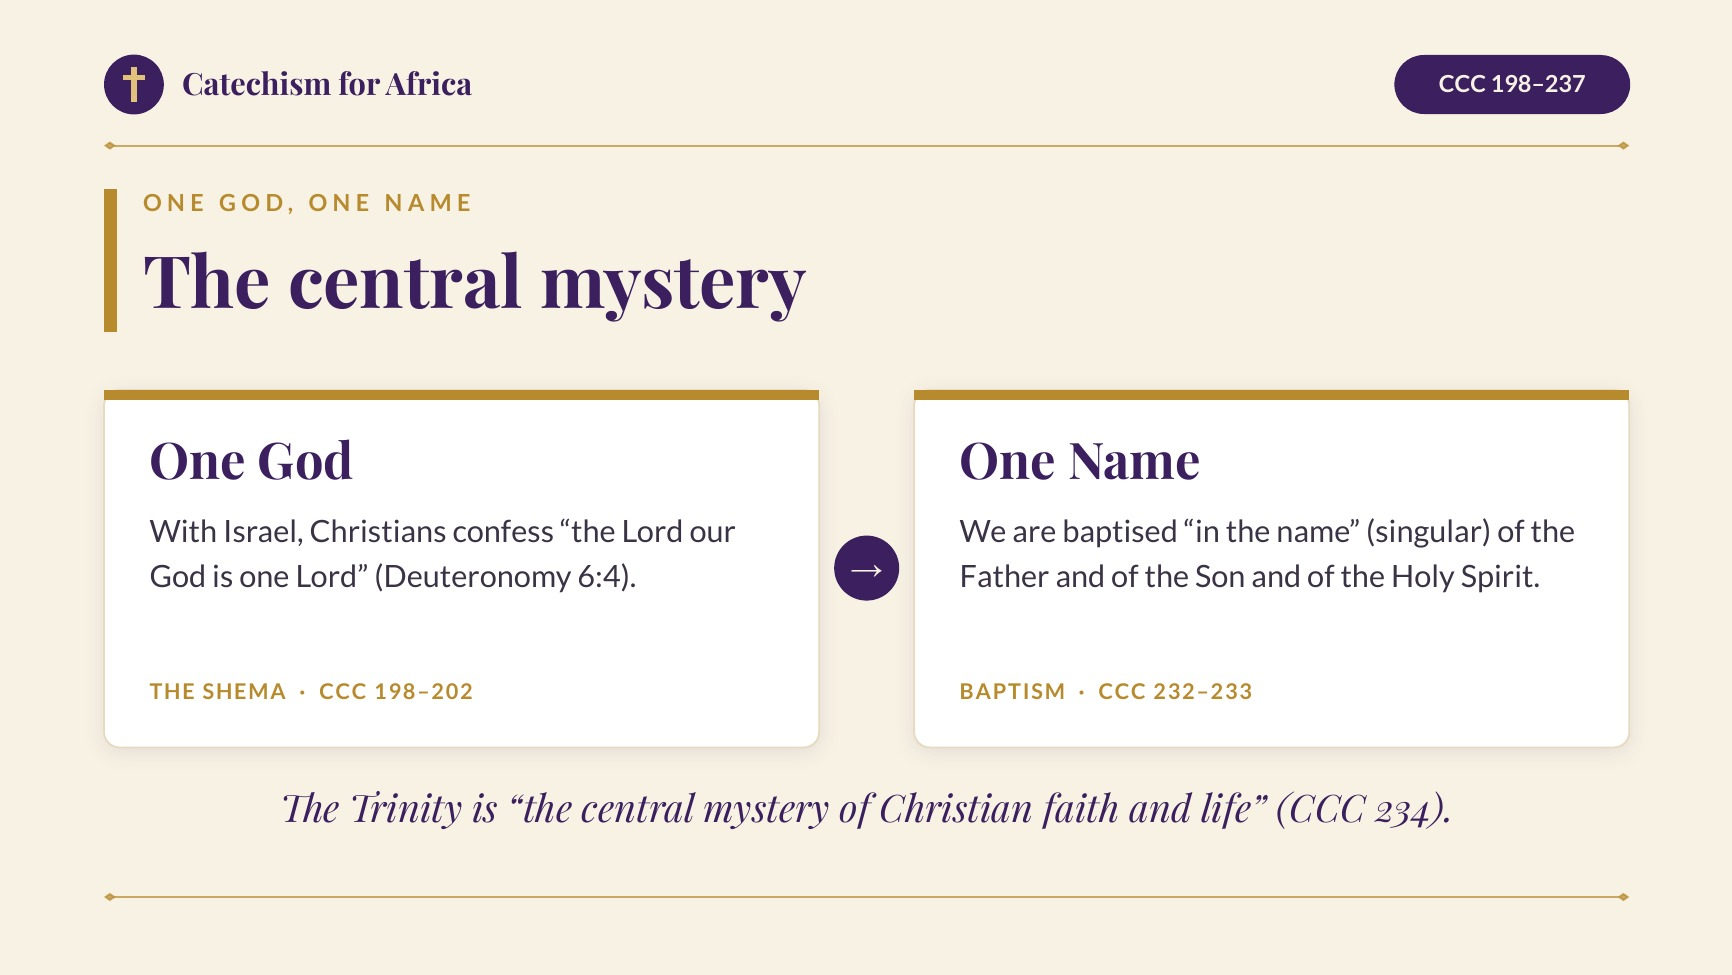 Catechism for Africa
CCC 198–237
ONE GOD, ONE NAME
The central mystery
One God
With Israel, Christians confess “the Lord our
God is one Lord” (Deuteronomy 6:4).
THE SHEMA · CCC 198–202
→
One Name
We are baptised “in the name” (singular) of the
Father and of the Son and of the Holy Spirit.
BAPTISM · CCC 232–233
The Trinity is “the central mystery of Christian faith and life” (CCC 234).